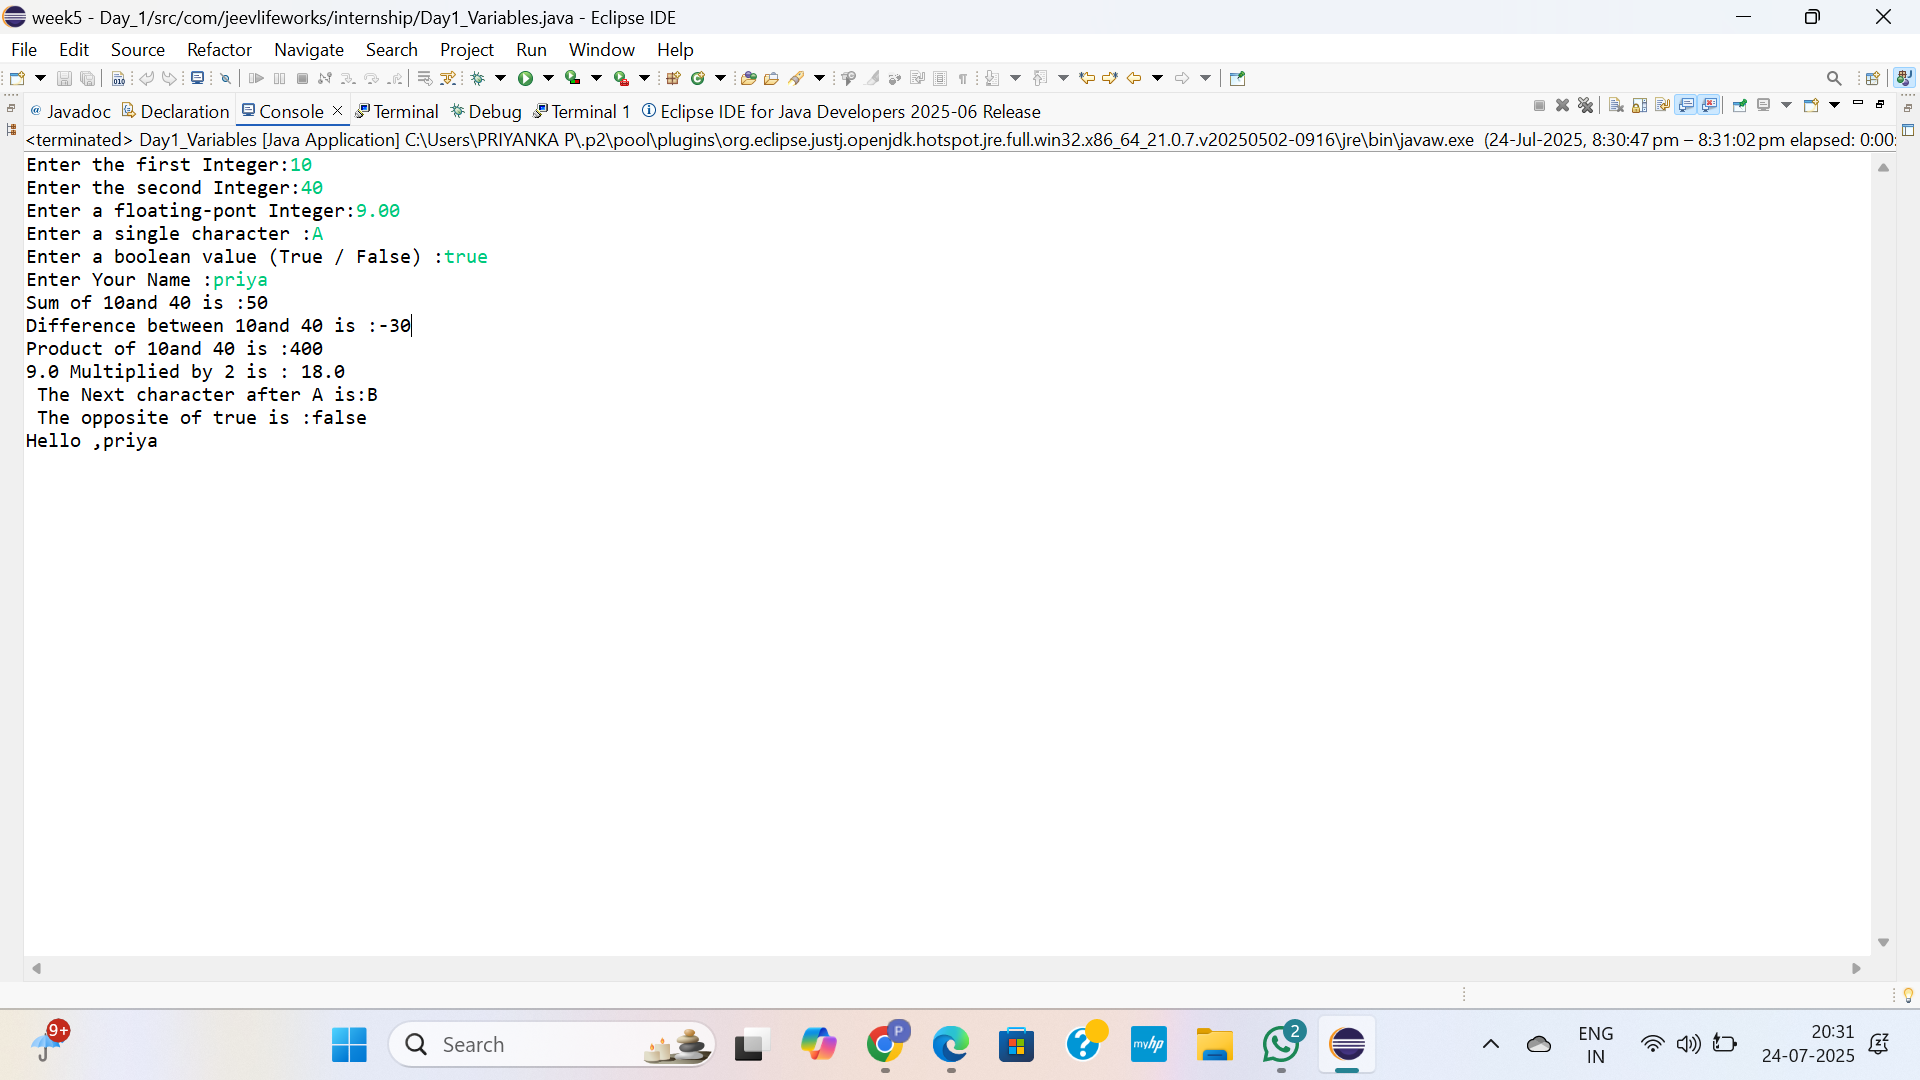 week5 - Day_1/src/com/jeevlifeworks/internship/Day1_Variables.java - Eclipse IDE
File Edit Source Refactor Navigate Search Project Run Window Help
@ Javadoc Declaration Console Terminal Debug Terminal 1 Eclipse IDE for Java Developers 2025-06 Release
<terminated> Day1_Variables [Java Application] C:\Users\PRIYANKA P\.p2\pool\plugins\org.eclipse.justj.openjdk.hotspot.jre.full.win32.x86_64_21.0.7.v20250502-0916\jre\bin\javaw.exe (24-Jul-2025, 8:30:47 pm – 8:31:02 pm elapsed: 0:00:
Enter the first Integer:10
Enter the second Integer:40
Enter a floating-pont Integer:9.00
Enter a single character :A
Enter a boolean value (True / False) :true
Enter Your Name :priya
Sum of 10and 40 is :50
Difference between 10and 40 is :-30
Product of 10and 40 is :400
9.0 Multiplied by 2 is : 18.0
The Next character after A is:B
The opposite of true is :false
Hello ,priya
9+
Search
P
myhp
2
ENG
IN
20:31
24-07-2025